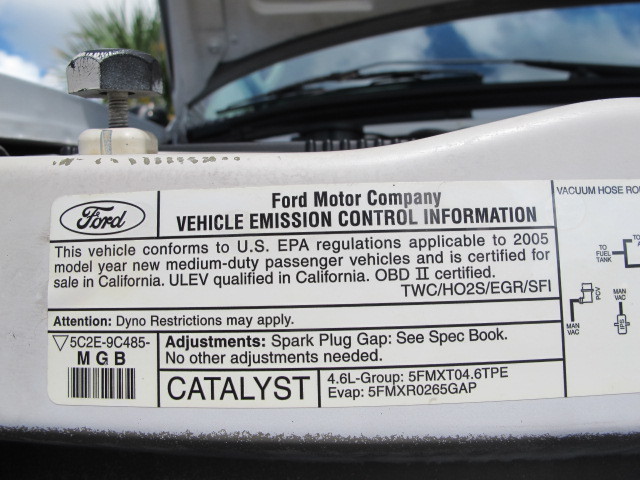 Ford
Ford Motor Company
VEHICLE EMISSION CONTROL INFORMATION
This vehicle conforms to U.S. EPA regulations applicable to 2005
model year new medium-duty passenger vehicles and is certified for
sale in California. ULEV qualified in California. OBD II certified.
TWC/HO2S/EGR/SFI
Attention: Dyno Restrictions may apply.
5C2E-9C485-
MGB
Adjustments: Spark Plug Gap: See Spec Book.
No other adjustments needed.
CATALYST
4.6L-Group: 5FMXT04.6TPE
Evap: 5FMXR0265GAP
VACUUM HOSE ROU
TO
FUEL
TANK
PCV
MAN
VAC
MAN
VAC